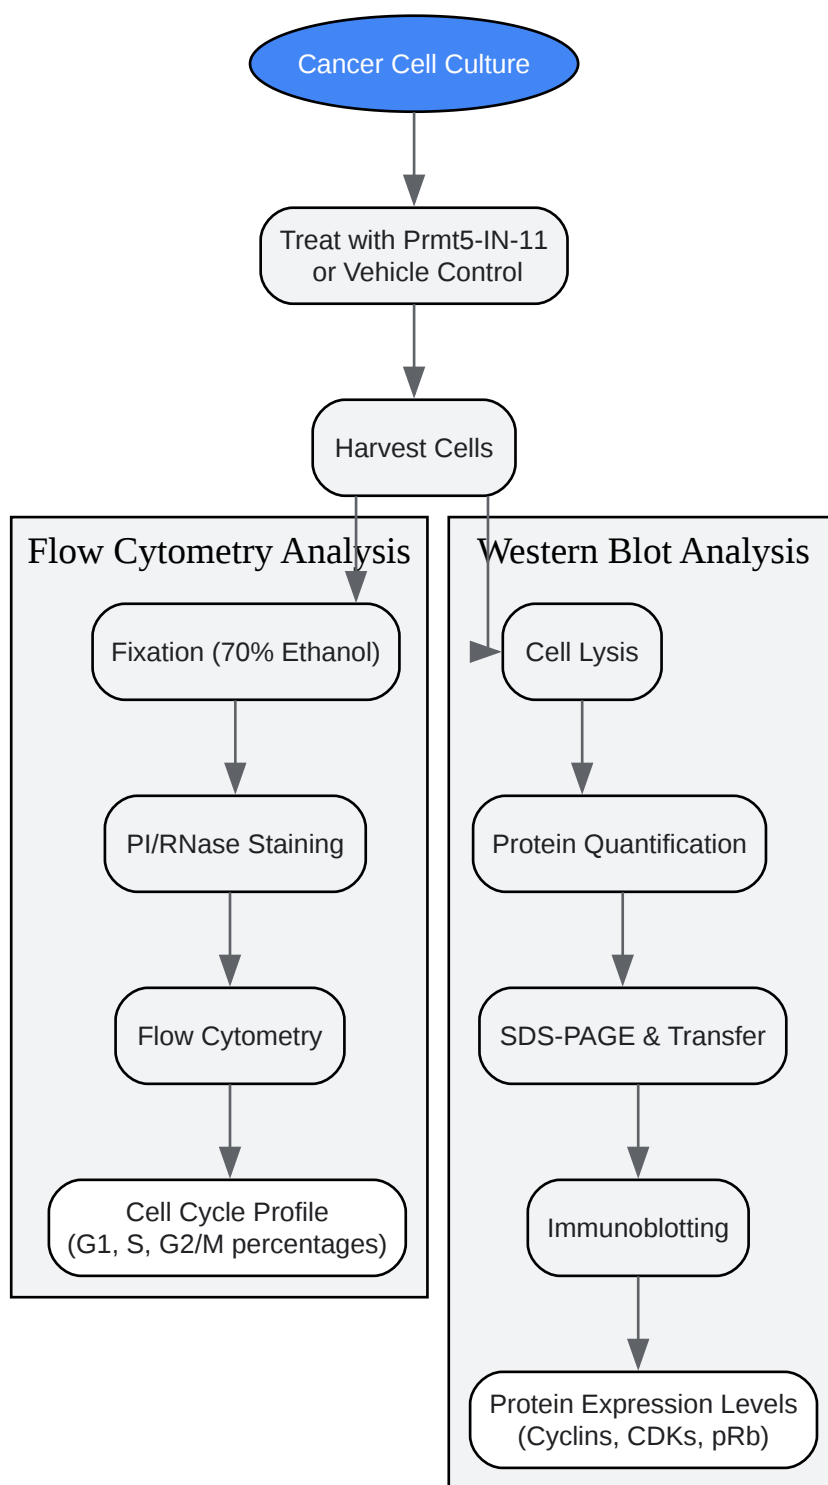 Cancer Cell Culture
Treat with Prmt5-IN-11
or Vehicle Control
Harvest Cells
Flow Cytometry Analysis
Fixation (70% Ethanol)
PI/RNase Staining
Flow Cytometry
Cell Cycle Profile
(G1, S, G2/M percentages)
Western Blot Analysis
Cell Lysis
Protein Quantification
SDS-PAGE & Transfer
Immunoblotting
Protein Expression Levels
(Cyclins, CDKs, pRb)